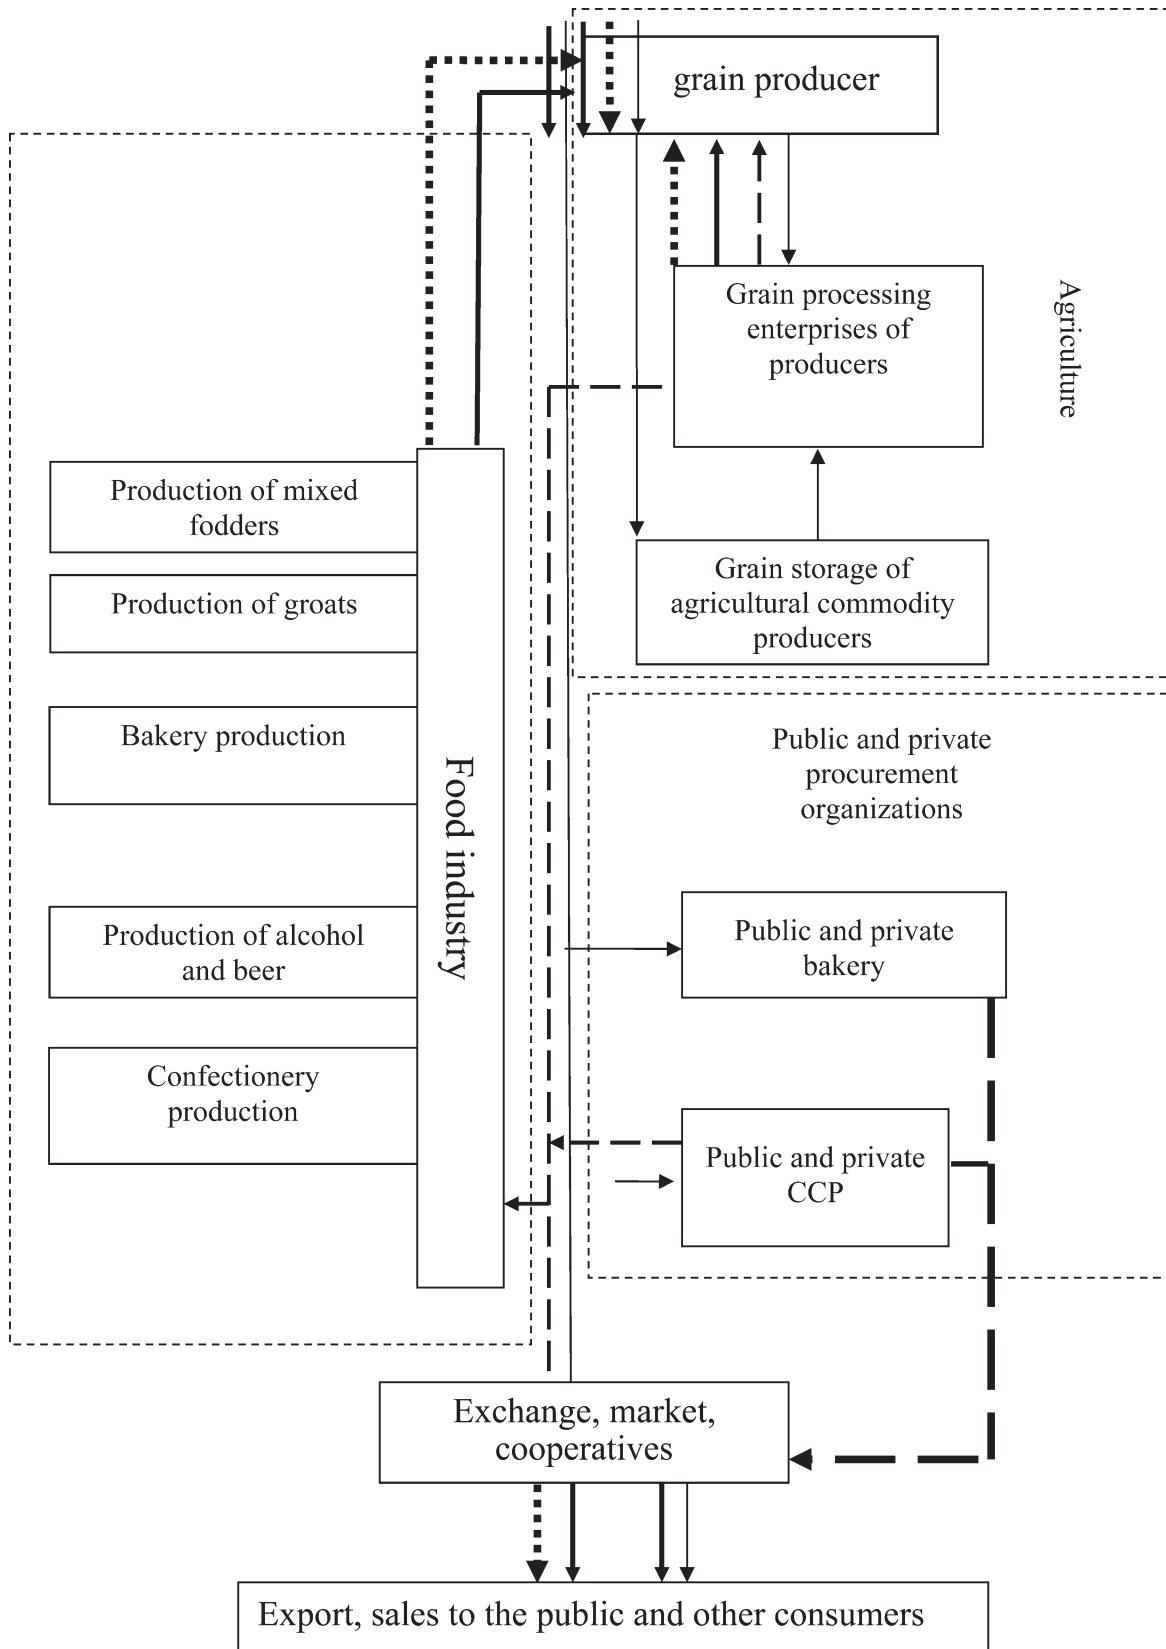 grain producer
Grain processing
enterprises of
producers
Agriculture
Production of mixed
fodders
Grain storage of
agricultural commodity
producers
Production of groats
Bakery production
Food industry
Public and private
procurement
organizations
Production of alcohol
and beer
Public and private
bakery
Confectionery
production
Public and private
CCP
Exchange, market,
cooperatives
Export, sales to the public and other consumers